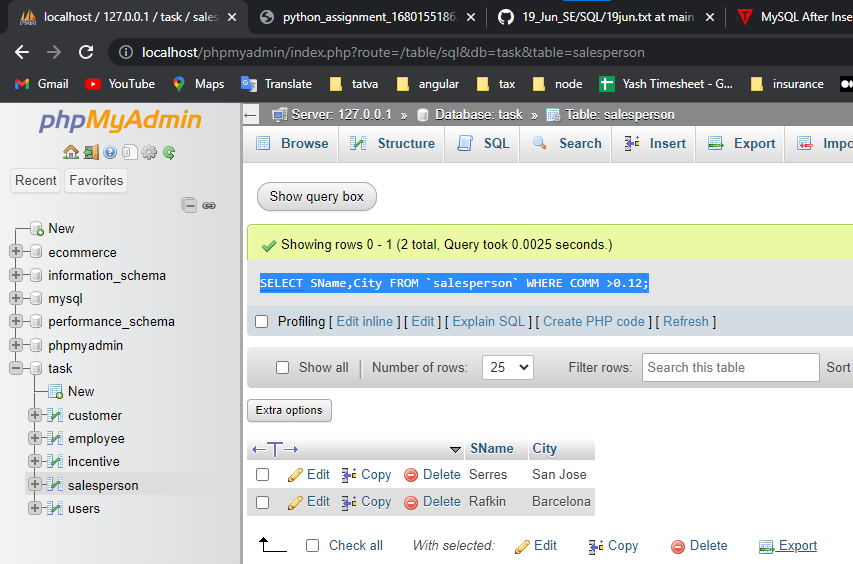 localhost / 127.0.0.1 / task / sales
python_assignment_1680155186.
19_Jun_SE/SQL/19jun.txt at main
MySQL After Inse
localhost/phpmyadmin/index.php?route=/table/sql&db=task&table=salesperson
Gmail YouTube Maps Translate tatva angular tax node Yash Timesheet - G... insurance
phpMyAdmin
Recent Favorites
New
ecommerce
information_schema
mysql
performance_schema
phpmyadmin
task
New
customer
employee
incentive
salesperson
users
Server: 127.0.0.1 » Database: task » Table: salesperson
Browse Structure SQL Search Insert Export Impo
Show query box
Showing rows 0 - 1 (2 total, Query took 0.0025 seconds.)
SELECT SName,City FROM `salesperson` WHERE COMM >0.12;
Profiling [ Edit inline ] [ Edit ] [ Explain SQL ] [ Create PHP code ] [ Refresh ]
Show all Number of rows: 25 Filter rows: Search this table Sort
Extra options
←T→ SName City
Edit Copy Delete Serres San Jose
Edit Copy Delete Rafkin Barcelona
Check all With selected: Edit Copy Delete Export